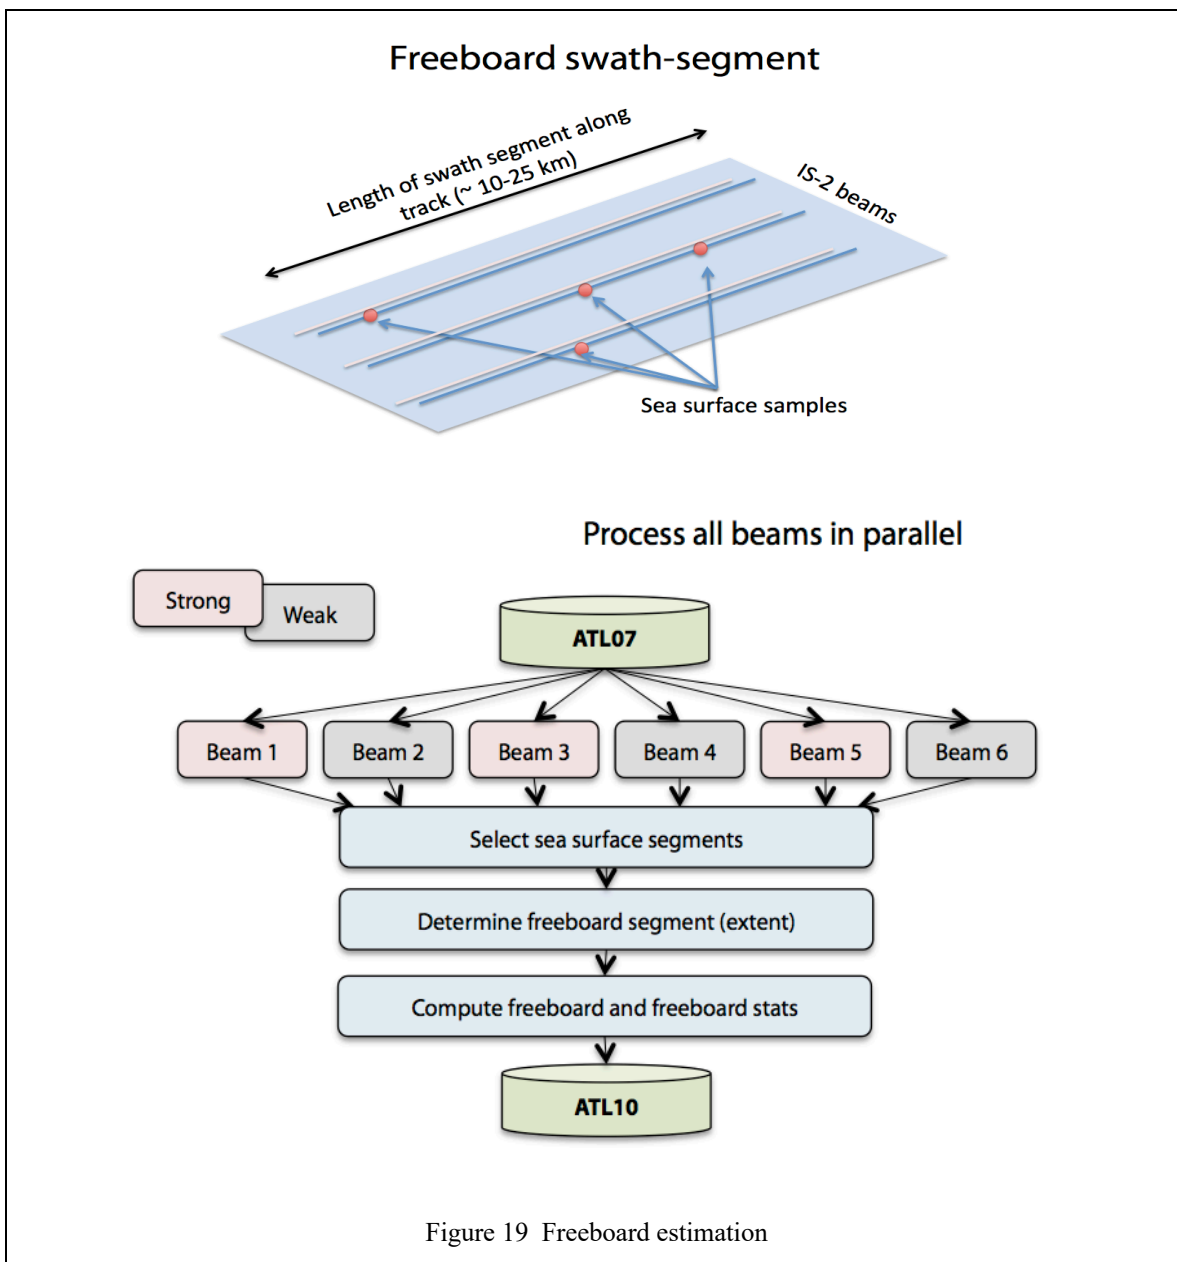 Freeboard swath-segment
Length of swath segment along
track (~ 10-25 km)
IS-2 beams
Sea surface samples
Process all beams in parallel
Strong
Weak
ATL07
Beam 1
Beam 2
Beam 3
Beam 4
Beam 5
Beam 6
Select sea surface segments
Determine freeboard segment (extent)
Compute freeboard and freeboard stats
ATL10
Figure 19  Freeboard estimation